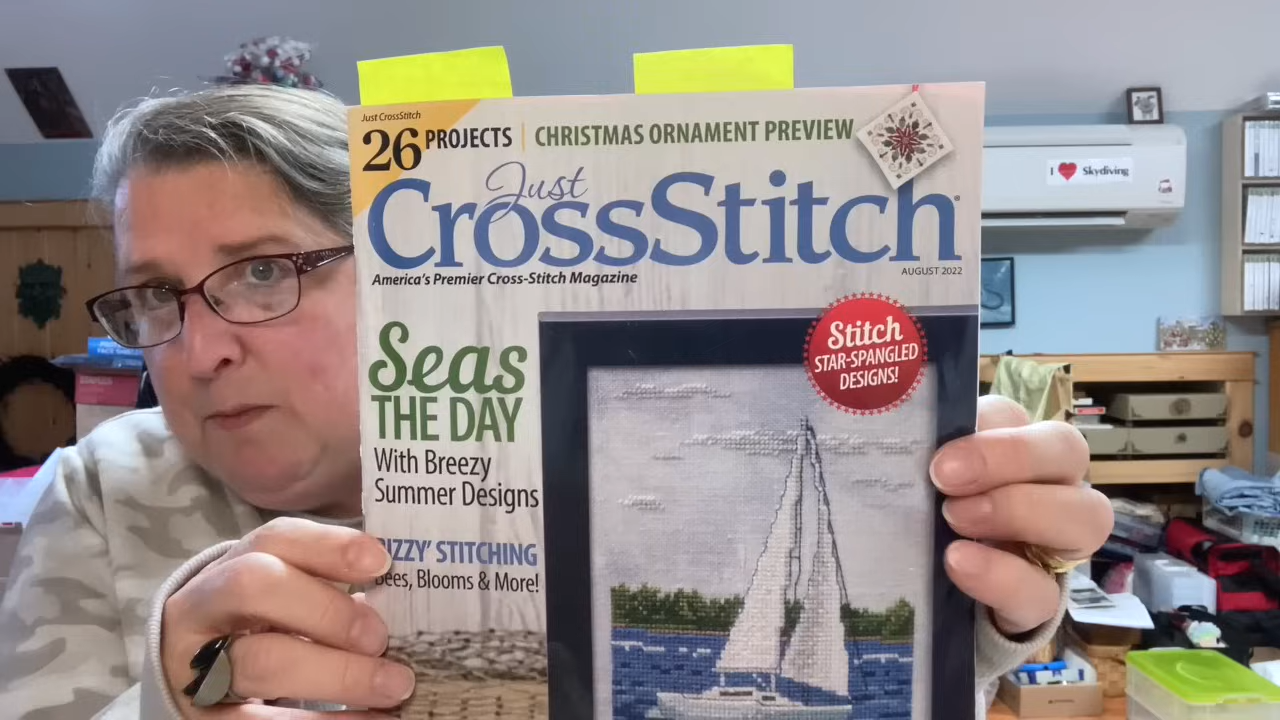 Just CrossStitch
26 PROJECTS | CHRISTMAS ORNAMENT PREVIEW
Just
CrossStitch
America's Premier Cross-Stitch Magazine
AUGUST 2022
Seas
THE DAY
With Breezy
Summer Designs
IZZY' STITCHING
Bees, Blooms & More!
Stitch
STAR-SPANGLED
DESIGNS!
I ❤ Skydiving